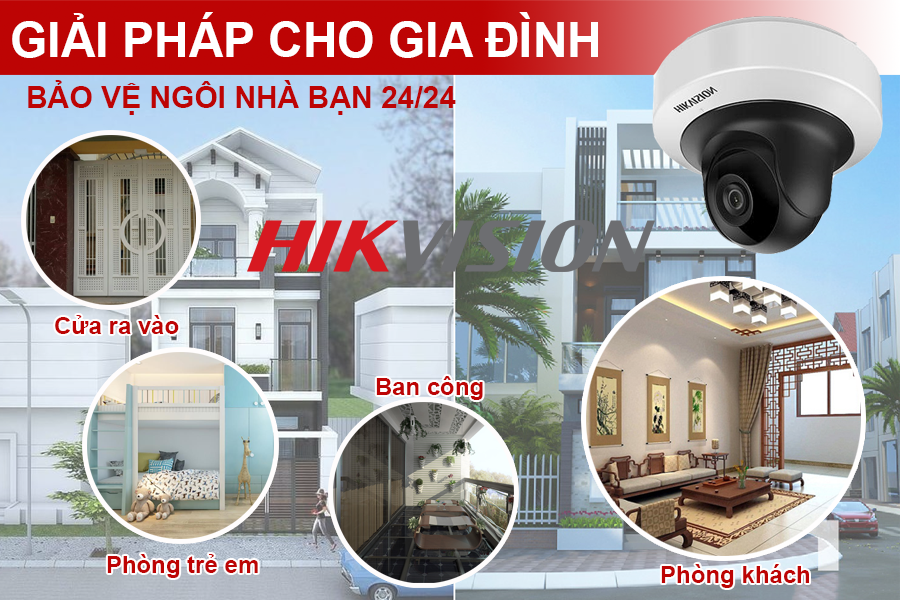 GIẢI PHÁP CHO GIA ĐÌNH
BẢO VỆ NGÔI NHÀ BẠN 24/24
HIKVISION
HIKVISION
Cửa ra vào
Ban công
Phòng trẻ em
Phòng khách